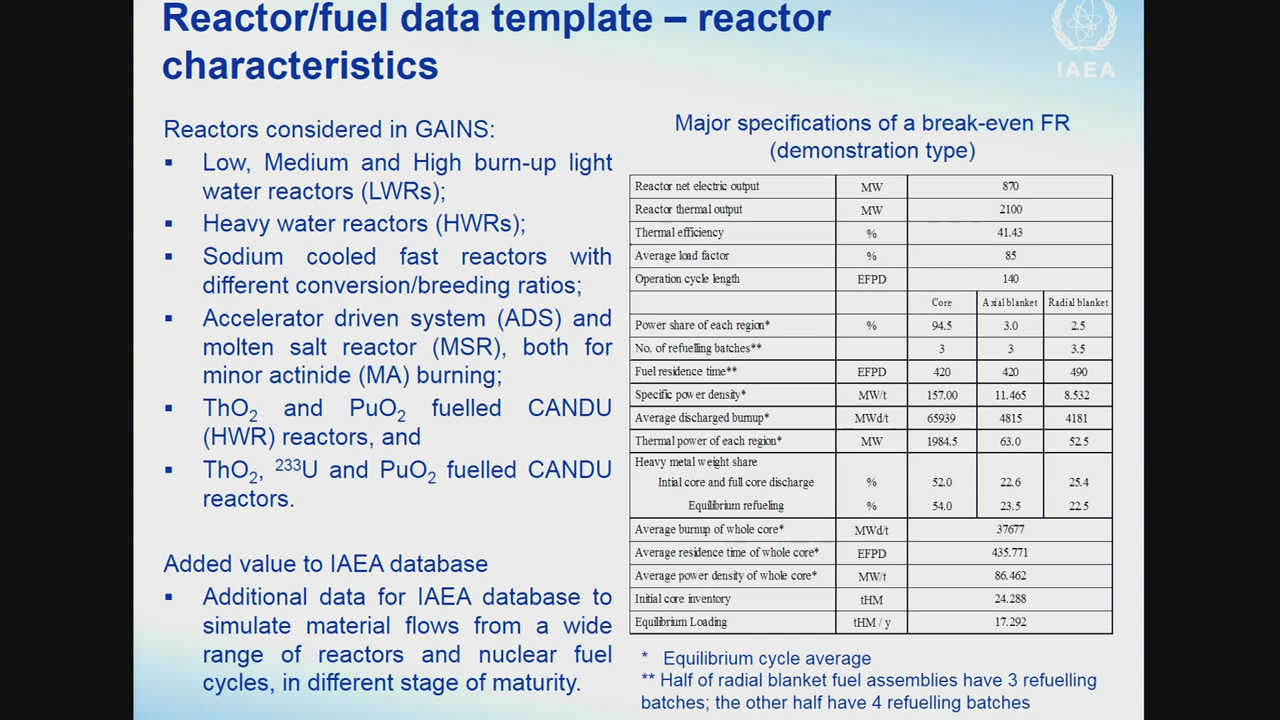 Reactor/fuel data template – reactor
characteristics
IAEA
Reactors considered in GAINS:
▪ Low, Medium and High burn-up light
water reactors (LWRs);
▪ Heavy water reactors (HWRs);
▪ Sodium cooled fast reactors with
different conversion/breeding ratios;
▪ Accelerator driven system (ADS) and
molten salt reactor (MSR), both for
minor actinide (MA) burning;
▪ ThO2 and PuO2 fuelled CANDU
(HWR) reactors, and
▪ ThO2, 233U and PuO2 fuelled CANDU
reactors.
Added value to IAEA database
▪ Additional data for IAEA database to
simulate material flows from a wide
range of reactors and nuclear fuel
cycles, in different stage of maturity.
Major specifications of a break-even FR
(demonstration type)
Reactor net electric output MW 870
Reactor thermal output MW 2100
Thermal efficiency % 41.43
Average load factor % 85
Operation cycle length EFPD 140
Core Axial blanket Radial blanket
Power share of each region* % 94.5 3.0 2.5
No. of refuelling batches** 3 3 3.5
Fuel residence time** EFPD 420 420 490
Specific power density* MW/t 157.00 11.465 8.532
Average discharged burnup* MWd/t 65939 4815 4181
Thermal power of each region* MW 1984.5 63.0 52.5
Heavy metal weight share
Intial core and full core discharge % 52.0 22.6 25.4
Equilibrium refueling % 54.0 23.5 22.5
Average burnup of whole core* MWd/t 37677
Average residence time of whole core* EFPD 435.771
Average power density of whole core* MW/t 86.462
Initial core inventory tHM 24.288
Equilibrium Loading tHM / y 17.292
* Equilibrium cycle average
** Half of radial blanket fuel assemblies have 3 refuelling
batches; the other half have 4 refuelling batches